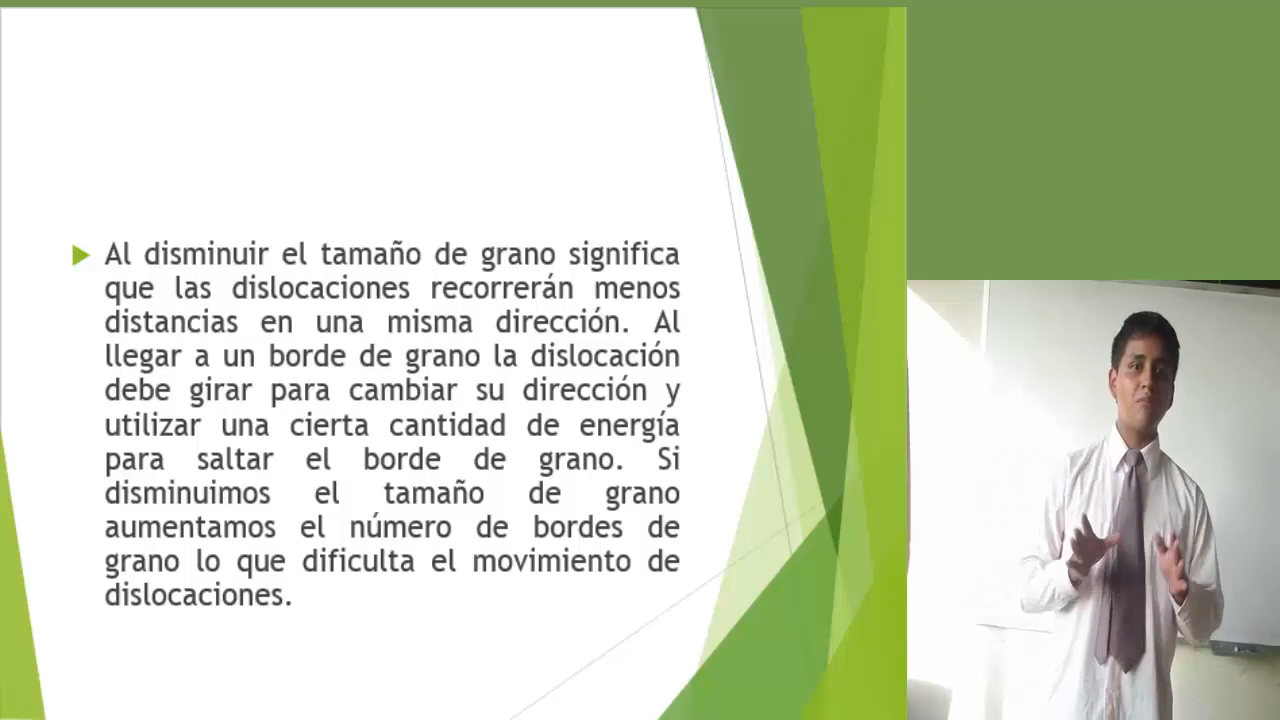 Al disminuir el tamaño de grano significa
que las dislocaciones recorrerán menos
distancias en una misma dirección. Al
llegar a un borde de grano la dislocación
debe girar para cambiar su dirección y
utilizar una cierta cantidad de energía
para saltar el borde de grano. Si
disminuimos el tamaño de grano
aumentamos el número de bordes de
grano lo que dificulta el movimiento de
dislocaciones.